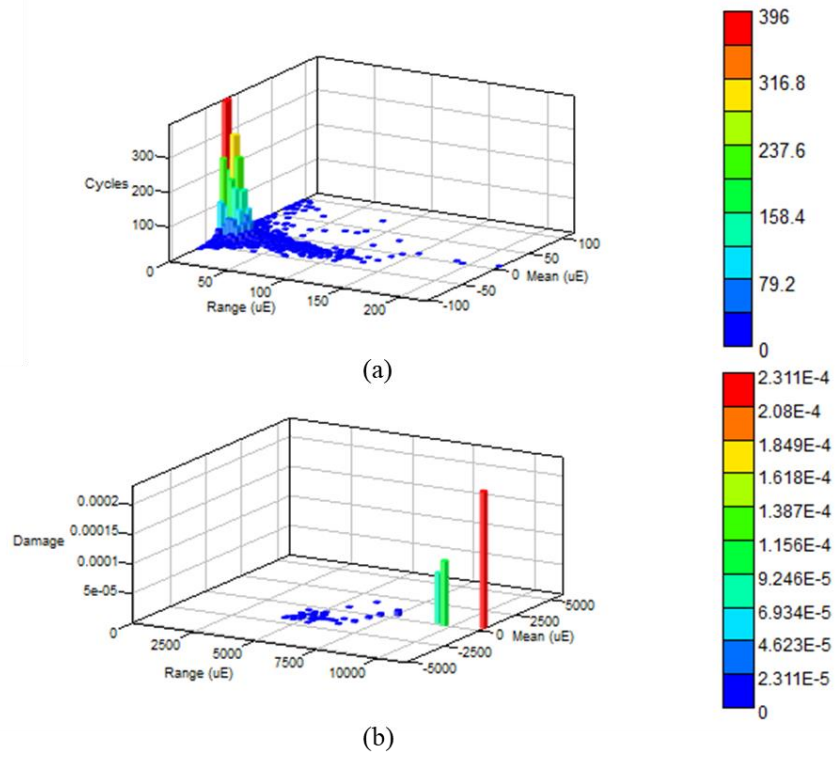 300
200
100
0
Cycles
50
100
150
200
Range (uE)
-100
-50
0
50
100
Mean (uE)
396
316.8
237.6
158.4
79.2
0
(a)
0.0002
0.00015
0.0001
5e-05
0
Damage
2500
5000
7500
10000
Range (uE)
-5000
-2500
0
2500
5000
Mean (uE)
2.311E-4
2.08E-4
1.849E-4
1.618E-4
1.387E-4
1.156E-4
9.246E-5
6.934E-5
4.623E-5
2.311E-5
0
(b)